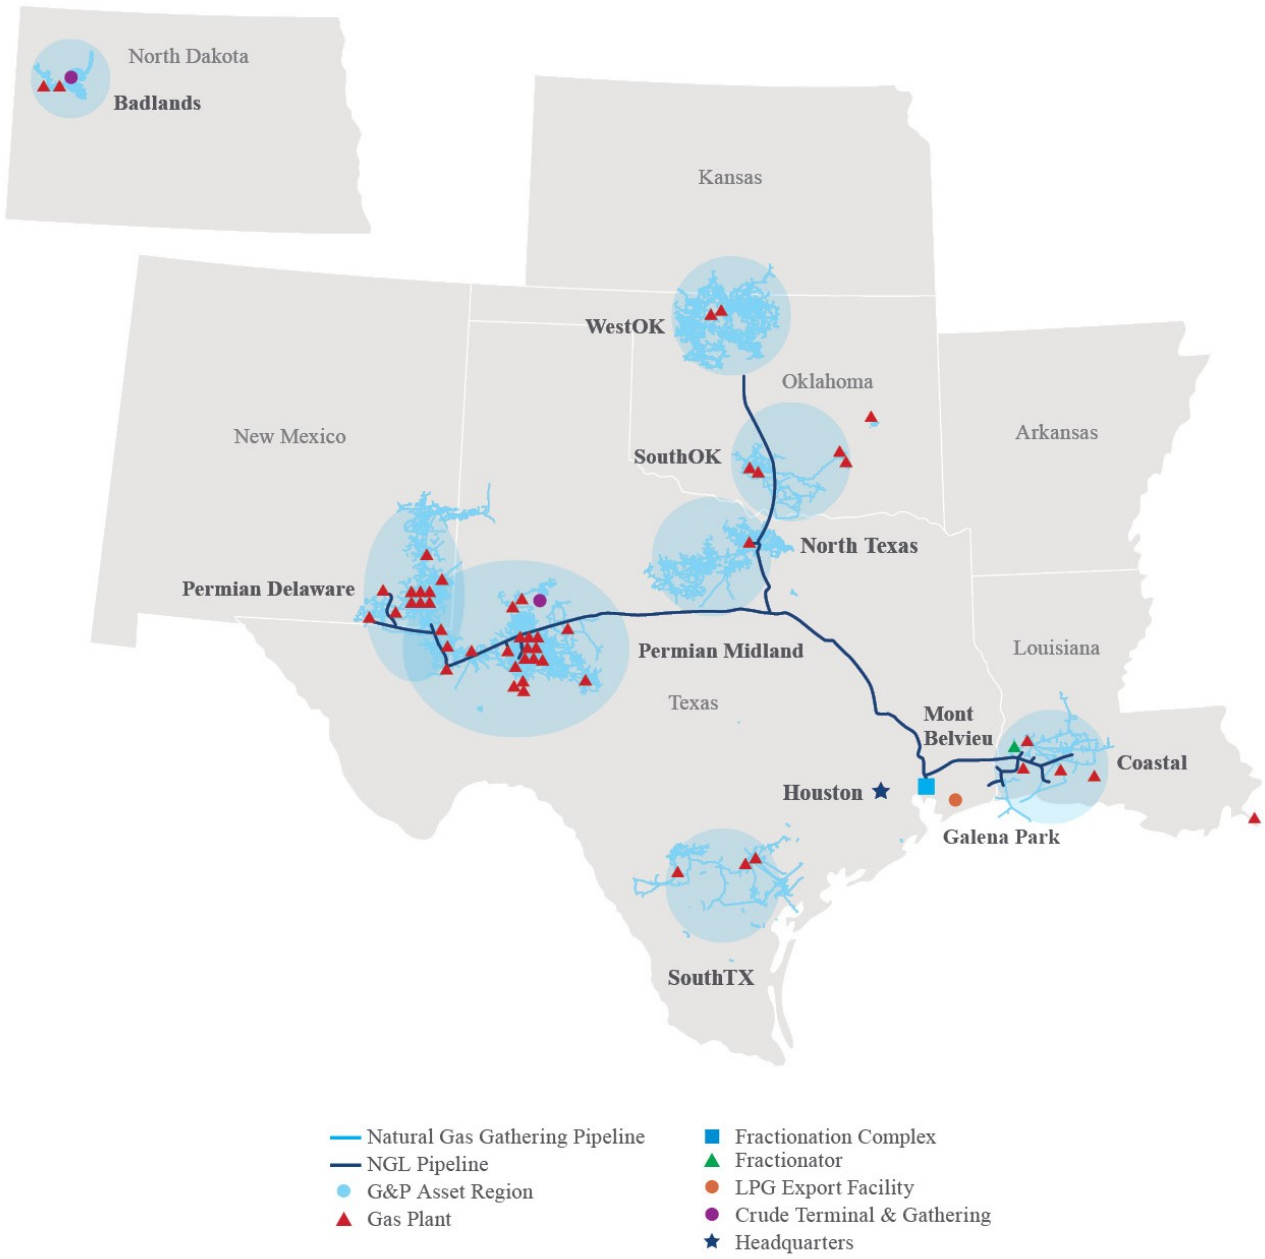 North Dakota
Badlands
Kansas
WestOK
Oklahoma
New Mexico
Arkansas
SouthOK
North Texas
Permian Delaware
Permian Midland
Louisiana
Texas
Mont
Belvieu
Coastal
Houston
Galena Park
SouthTX
Natural Gas Gathering Pipeline
NGL Pipeline
G&P Asset Region
Gas Plant
Fractionation Complex
Fractionator
LPG Export Facility
Crude Terminal & Gathering
Headquarters